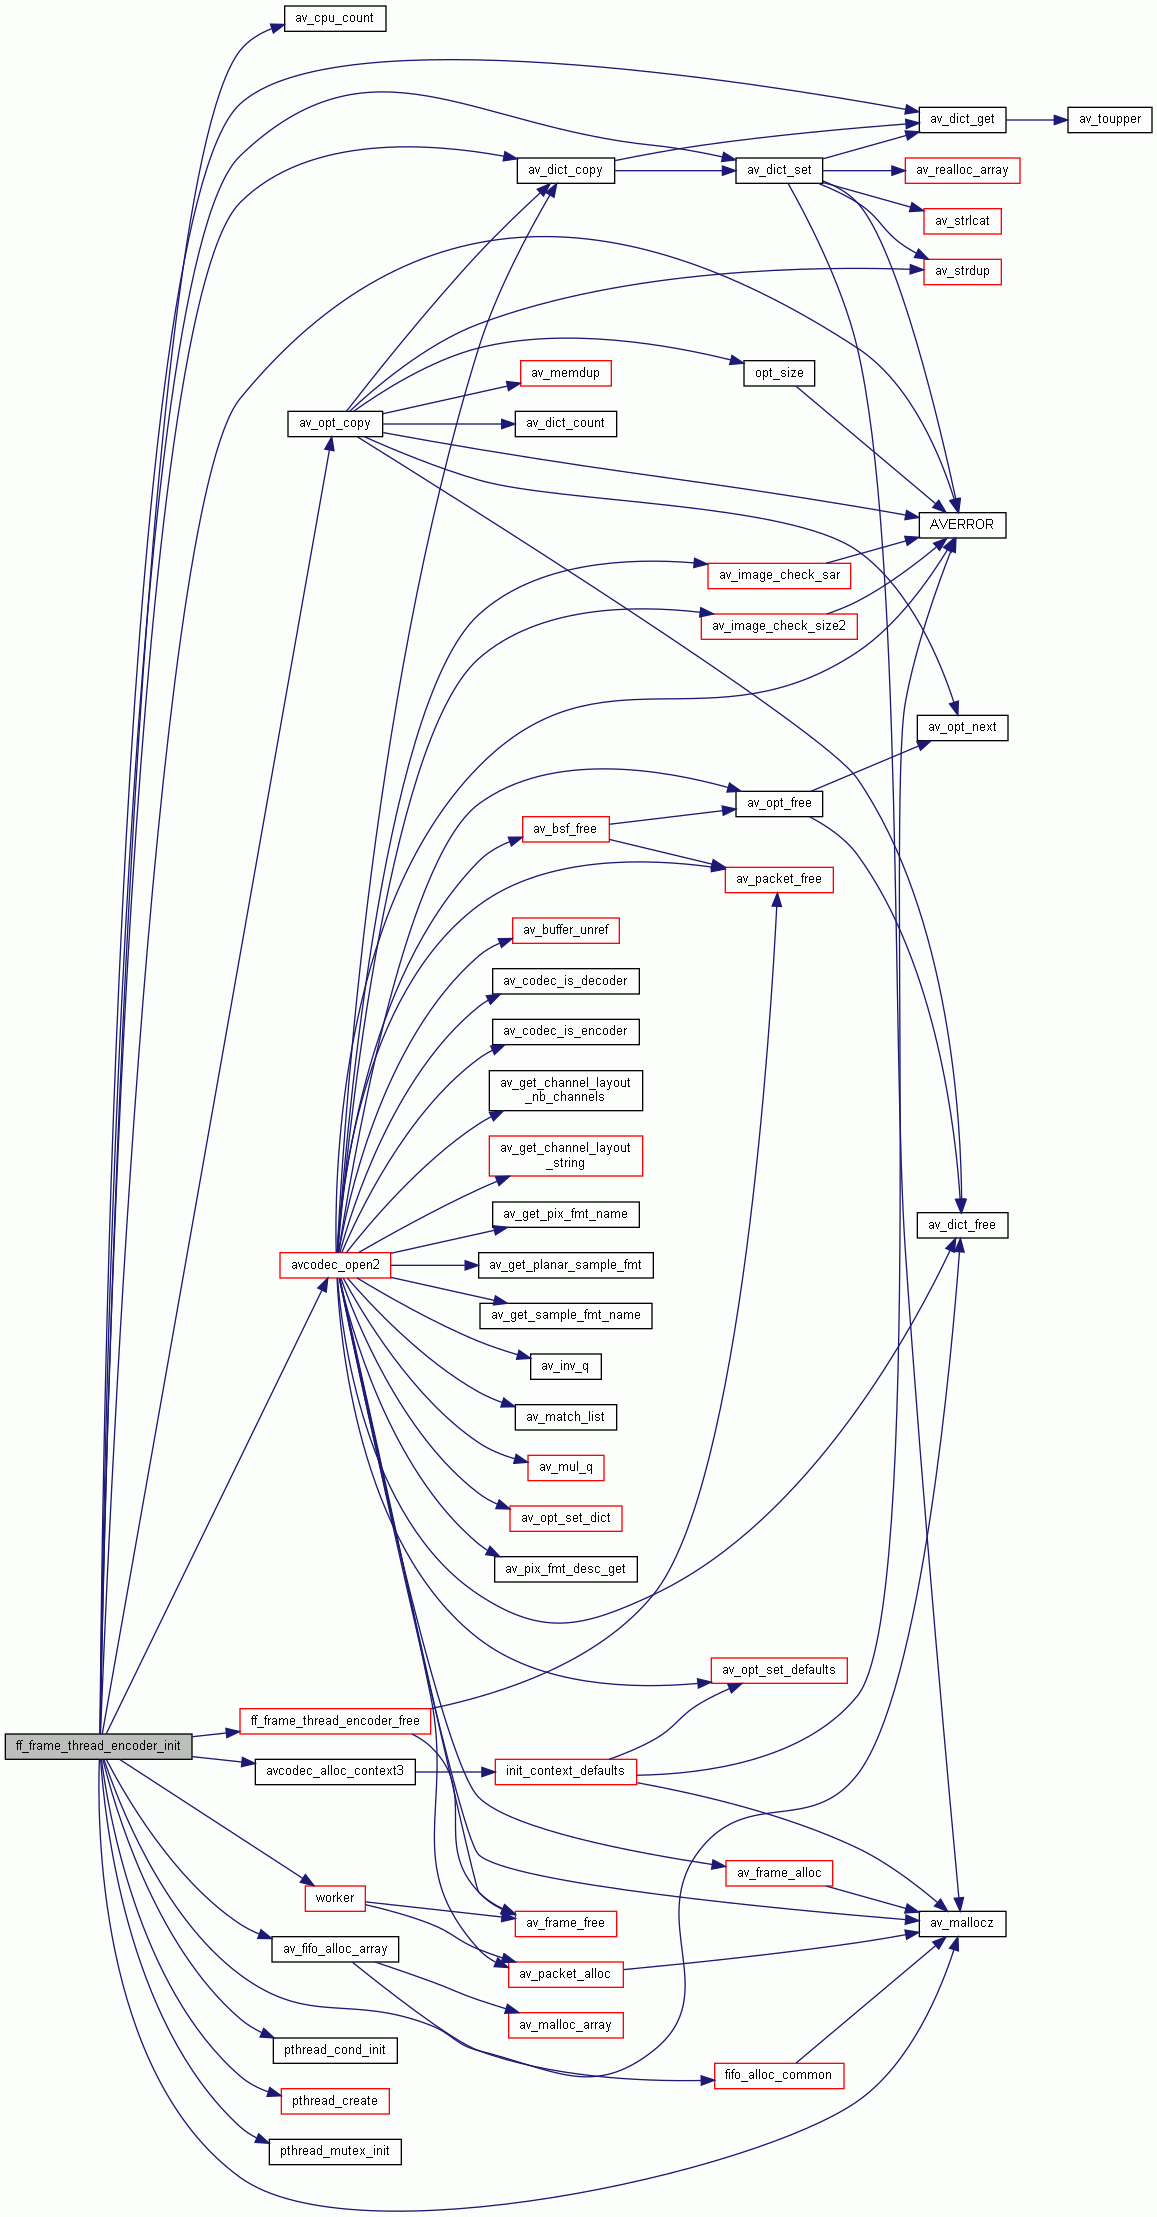 av_cpu_count
av_dict_get
av_toupper
av_dict_copy
av_dict_set
av_realloc_array
av_strlcat
av_strdup
av_memdup
opt_size
av_opt_copy
av_dict_count
AVERROR
av_image_check_sar
av_image_check_size2
av_opt_next
av_opt_free
av_bsf_free
av_packet_free
av_buffer_unref
av_codec_is_decoder
av_codec_is_encoder
av_get_channel_layout
_nb_channels
av_get_channel_layout
_string
av_get_pix_fmt_name
av_dict_free
avcodec_open2
av_get_planar_sample_fmt
av_get_sample_fmt_name
av_inv_q
av_match_list
av_mul_q
av_opt_set_dict
av_pix_fmt_desc_get
av_opt_set_defaults
ff_frame_thread_encoder_free
ff_frame_thread_encoder_init
avcodec_alloc_context3
init_context_defaults
av_frame_alloc
worker
av_frame_free
av_mallocz
av_fifo_alloc_array
av_packet_alloc
av_malloc_array
pthread_cond_init
fifo_alloc_common
pthread_create
pthread_mutex_init